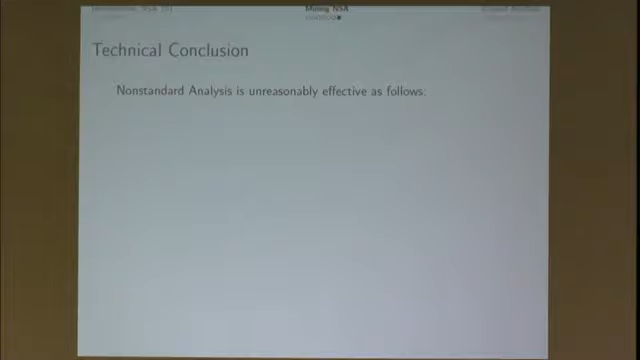 Mining NSA
Technical Conclusion
Nonstandard Analysis is unreasonably effective as follows: